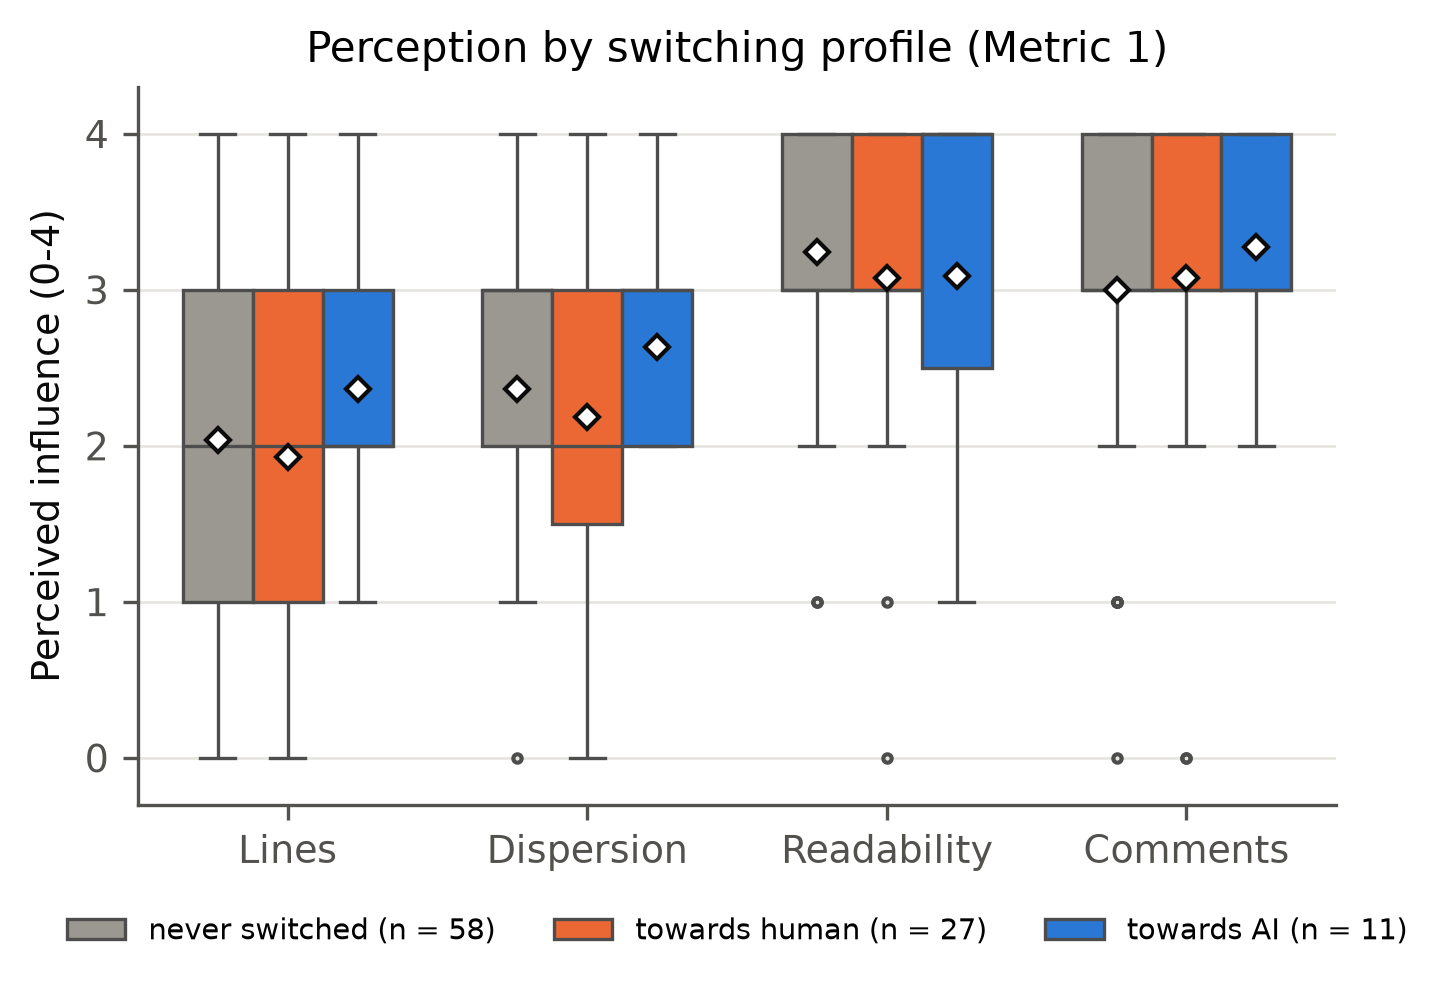 Perception by switching profile (Metric 1)
Perceived influence (0-4)
4
3
2
1
0
Lines
Dispersion
Readability
Comments
never switched (n = 58)
towards human (n = 27)
towards AI (n = 11)